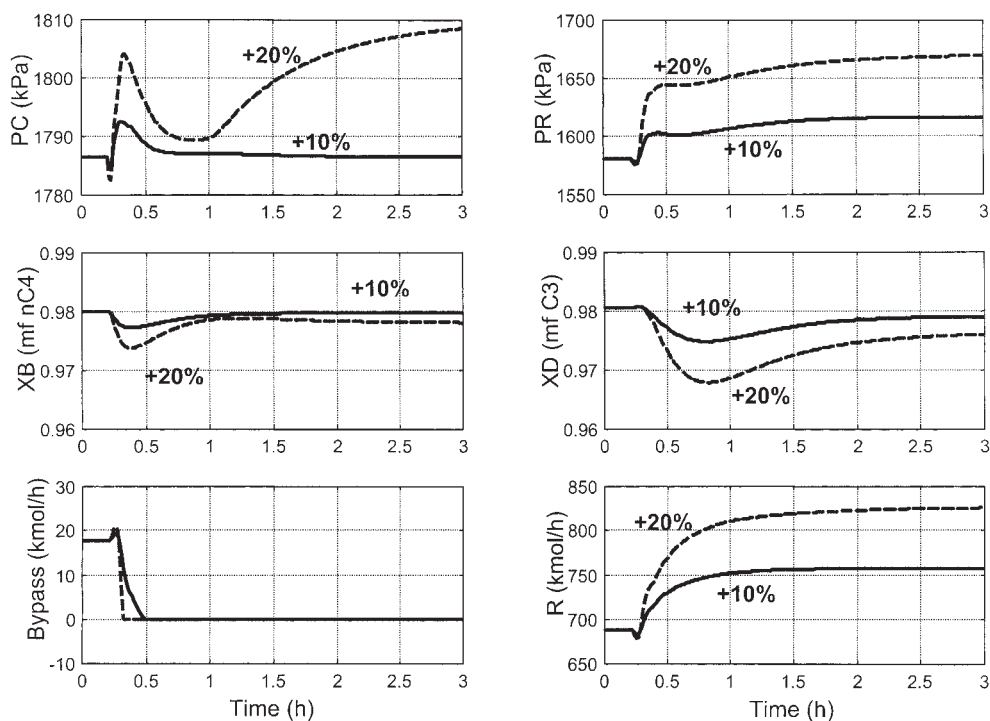 PC (kPa)
1810
1800
1790
1780
+20%
+10%
0 0.5 1 1.5 2 2.5 3
PR (kPa)
1700
1650
1600
1550
+20%
+10%
0 0.5 1 1.5 2 2.5 3
XB (mf nC4)
0.99
0.98
0.97
0.96
+10%
+20%
0 0.5 1 1.5 2 2.5 3
XD (mf C3)
0.99
0.98
0.97
0.96
+10%
+20%
0 0.5 1 1.5 2 2.5 3
Bypass (kmol/h)
30
20
10
0
-10
0 0.5 1 1.5 2 2.5 3
Time (h)
R (kmol/h)
850
800
750
700
650
+20%
+10%
0 0.5 1 1.5 2 2.5 3
Time (h)